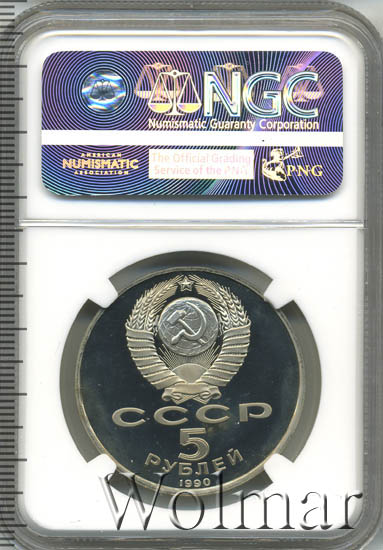 NGC
Numismatic Guaranty Corporation
AMERICAN
NUMISMATIC
ASSOCIATION
The Official Grading
Service of the PNG
PNG
СССР
5
РУБЛЕЙ
1990
Wolmar